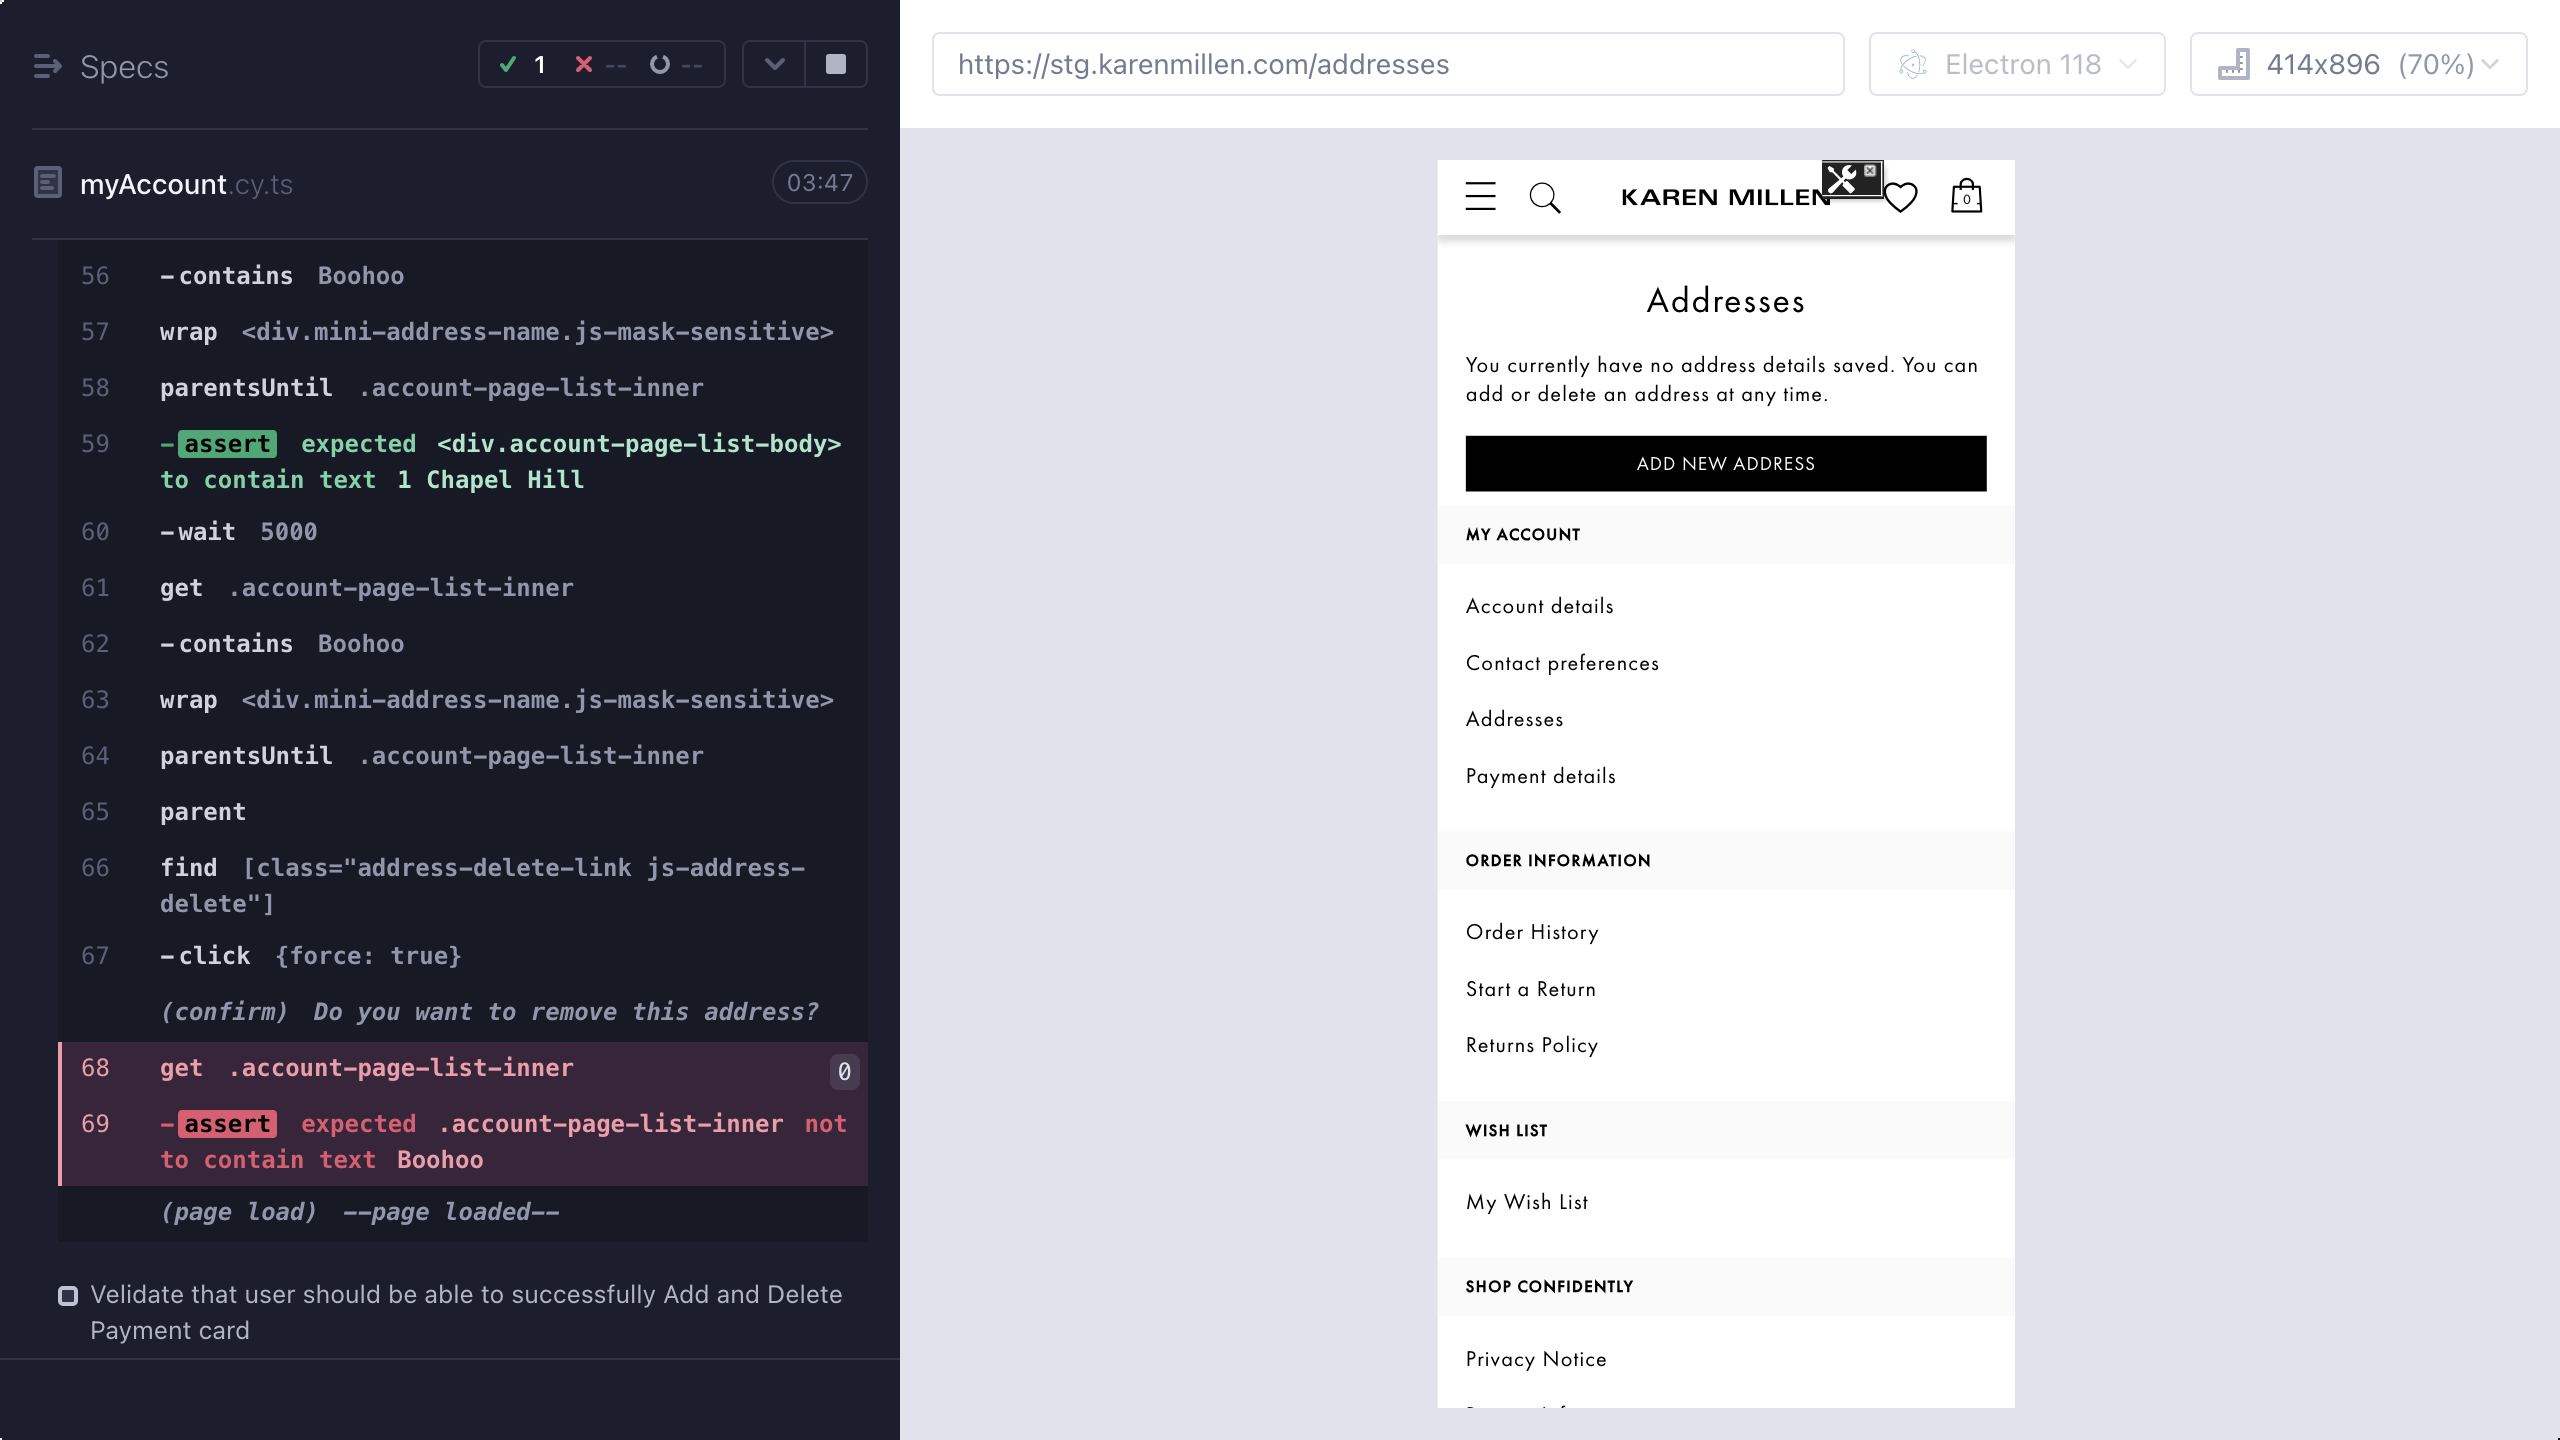 Specs
1 -- --
https://stg.karenmillen.com/addresses
Electron 118
414x896 (70%)
myAccount.cy.ts
03:47
56 -contains Boohoo
57 wrap <div.mini-address-name.js-mask-sensitive>
58 parentsUntil .account-page-list-inner
59 -assert expected <div.account-page-list-body>
to contain text 1 Chapel Hill
60 -wait 5000
61 get .account-page-list-inner
62 -contains Boohoo
63 wrap <div.mini-address-name.js-mask-sensitive>
64 parentsUntil .account-page-list-inner
65 parent
66 find [class="address-delete-link js-address-
delete"]
67 -click {force: true}
(confirm) Do you want to remove this address?
68 get .account-page-list-inner 0
69 -assert expected .account-page-list-inner not
to contain text Boohoo
(page load) --page loaded--
Velidate that user should be able to successfully Add and Delete
Payment card
KAREN MILLEN
0
Addresses
You currently have no address details saved. You can
add or delete an address at any time.
ADD NEW ADDRESS
MY ACCOUNT
Account details
Contact preferences
Addresses
Payment details
ORDER INFORMATION
Order History
Start a Return
Returns Policy
WISH LIST
My Wish List
SHOP CONFIDENTLY
Privacy Notice